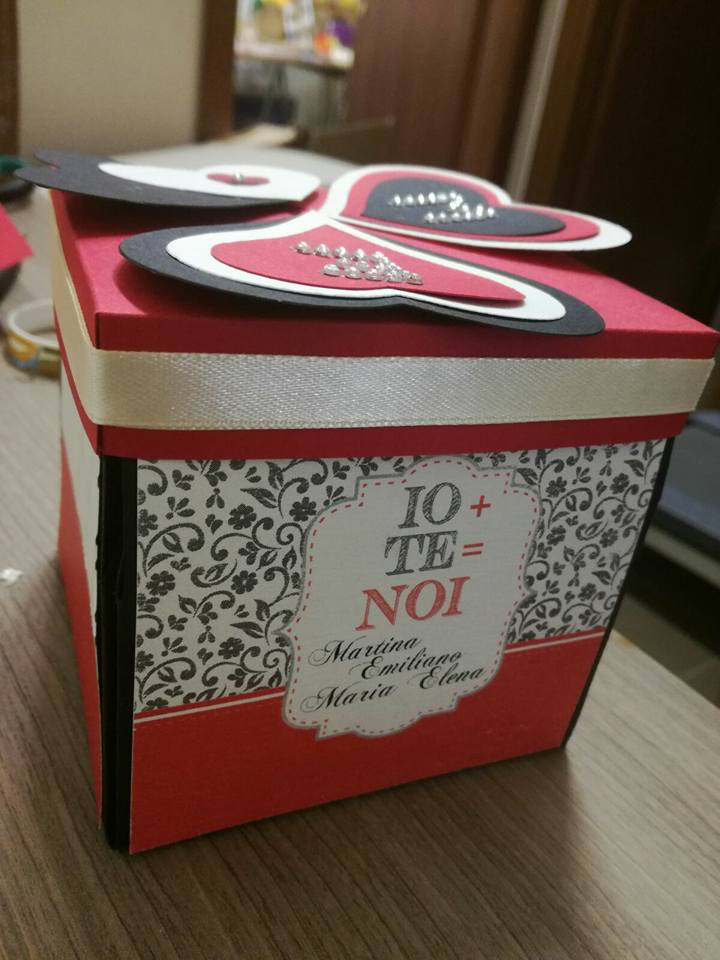 IO +
TE =
NOI
Martina
Emiliano
Maria Elena